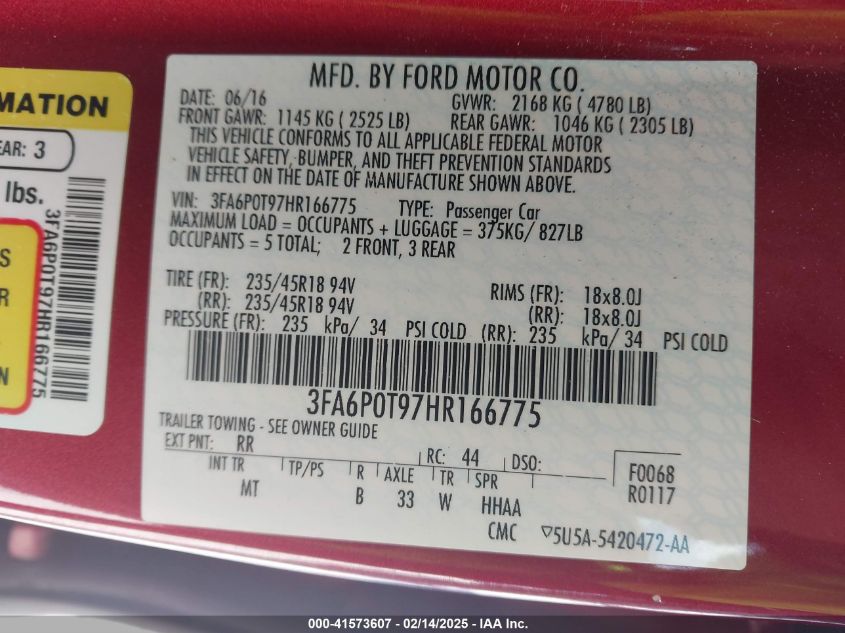 MATION
EAR: 3
lbs.
3FA6P0T97HR166775
S
R
N
MFD. BY FORD MOTOR CO.
DATE: 06/16 GVWR: 2168 KG ( 4780 LB)
FRONT GAWR: 1145 KG ( 2525 LB) REAR GAWR: 1046 KG ( 2305 LB)
THIS VEHICLE CONFORMS TO ALL APPLICABLE FEDERAL MOTOR
VEHICLE SAFETY, BUMPER, AND THEFT PREVENTION STANDARDS
IN EFFECT ON THE DATE OF MANUFACTURE SHOWN ABOVE.
VIN: 3FA6P0T97HR166775 TYPE: Passenger Car
MAXIMUM LOAD = OCCUPANTS + LUGGAGE = 375KG/ 827LB
OCCUPANTS = 5 TOTAL; 2 FRONT, 3 REAR
TIRE (FR): 235/45R18 94V RIMS (FR): 18x8.0J
(RR): 235/45R18 94V (RR): 18x8.0J
PRESSURE (FR): 235 kPa/ 34 PSI COLD (RR): 235 kPa/ 34 PSI COLD
3FA6P0T97HR166775
TRAILER TOWING - SEE OWNER GUIDE
EXT PNT: RR RC: 44 DSO: F0068
R0117
INT TR TP/PS R AXLE TR SPR
MT B 33 W HHAA
CMC ▽5U5A-5420472-AA
000-41573607 - 02/14/2025 - IAA Inc.